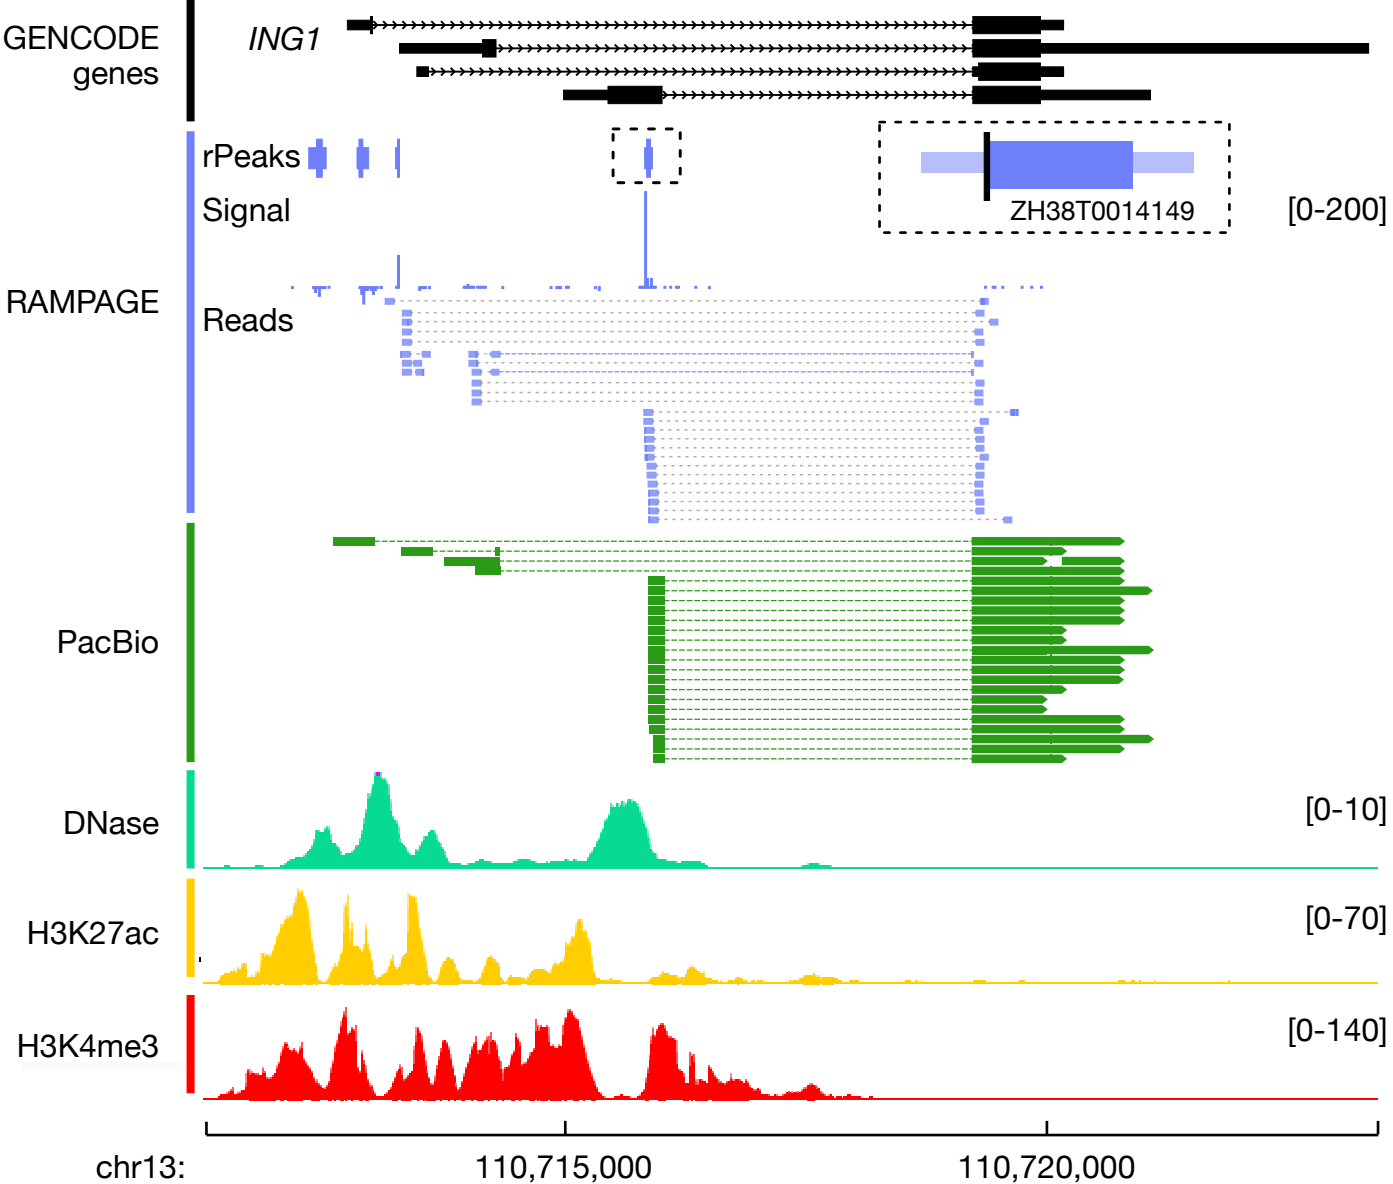 GENCODE
genes
ING1
rPeaks
ZH38T0014149
Signal
[0-200]
RAMPAGE
Reads
PacBio
DNase
[0-10]
H3K27ac
[0-70]
H3K4me3
[0-140]
chr13:
110,715,000
110,720,000